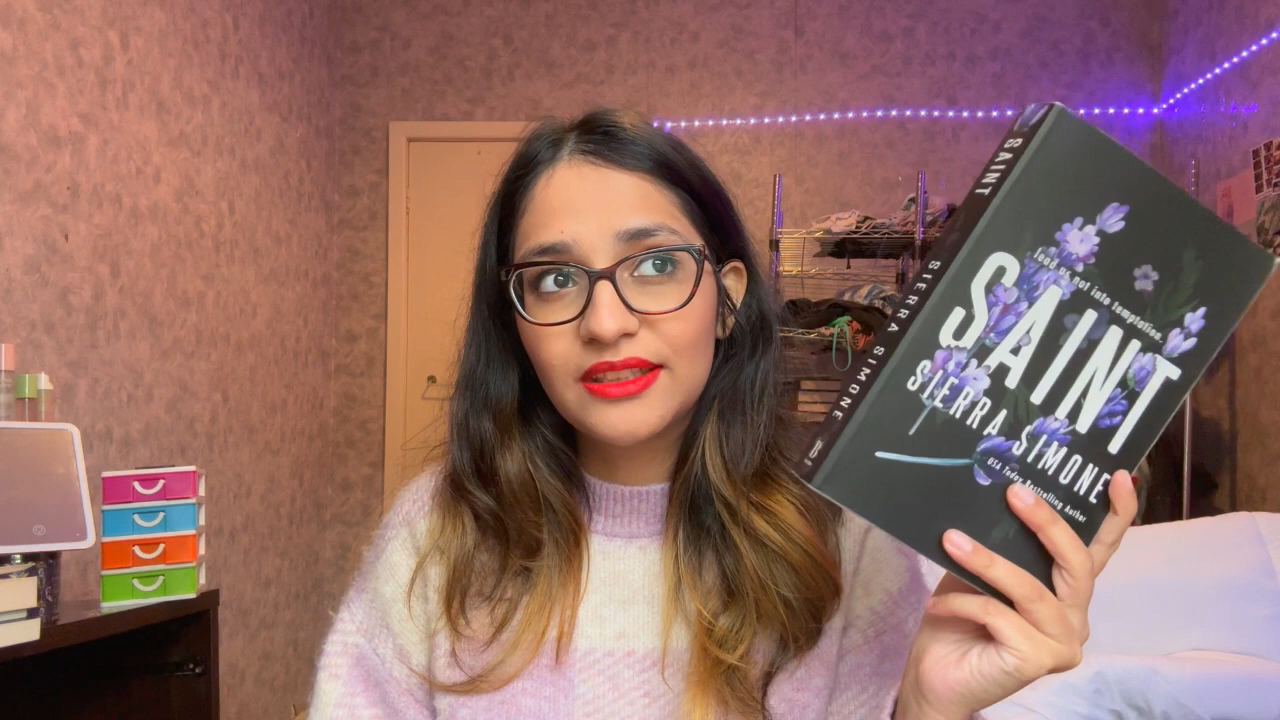 SAINT
SIERRA SIMONE
lead us not into temptation.
SAINT
SIERRA SIMONE
USA Today Bestselling Author